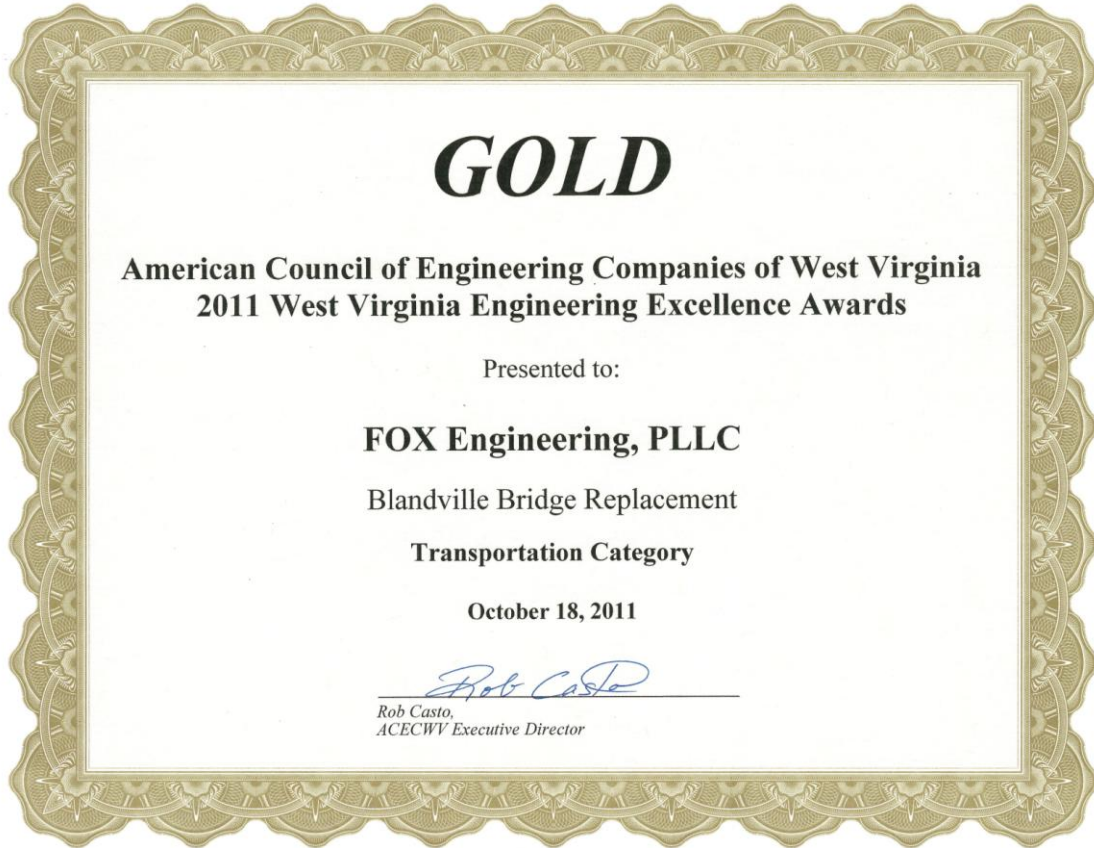 GOLD
American Council of Engineering Companies of West Virginia
2011 West Virginia Engineering Excellence Awards
Presented to:
FOX Engineering, PLLC
Blandville Bridge Replacement
Transportation Category
October 18, 2011
Rob Casto
Rob Casto,
ACECWV Executive Director